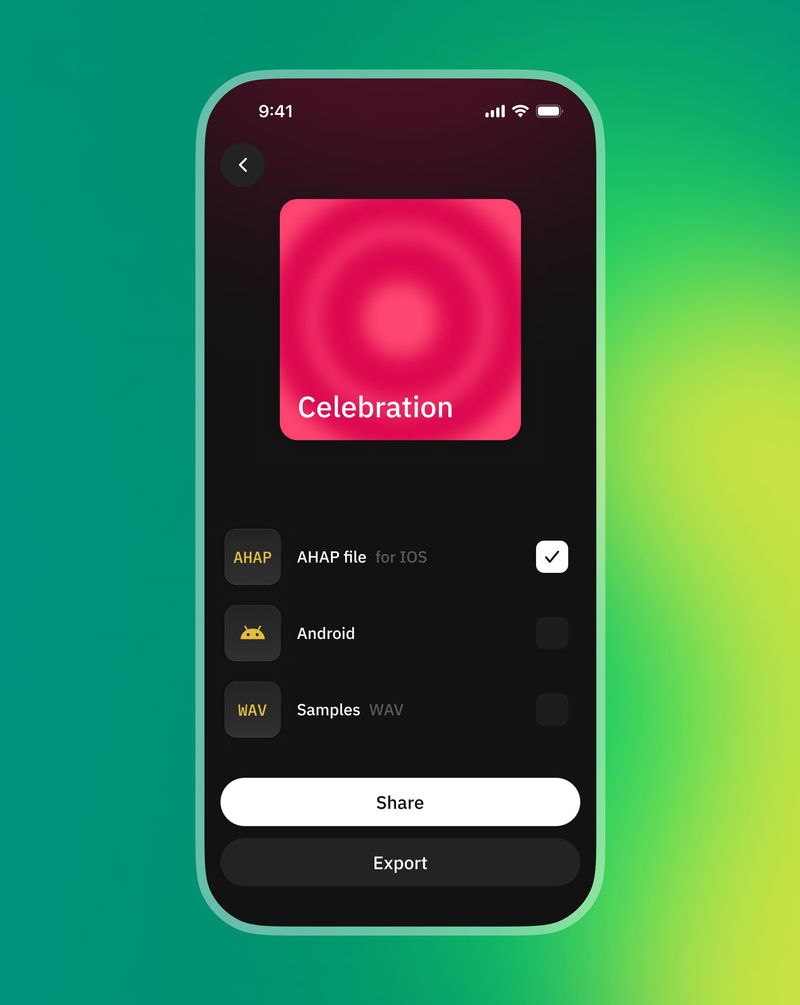 9:41
Celebration
AHAP AHAP file for IOS
Android
WAV Samples WAV
Share
Export